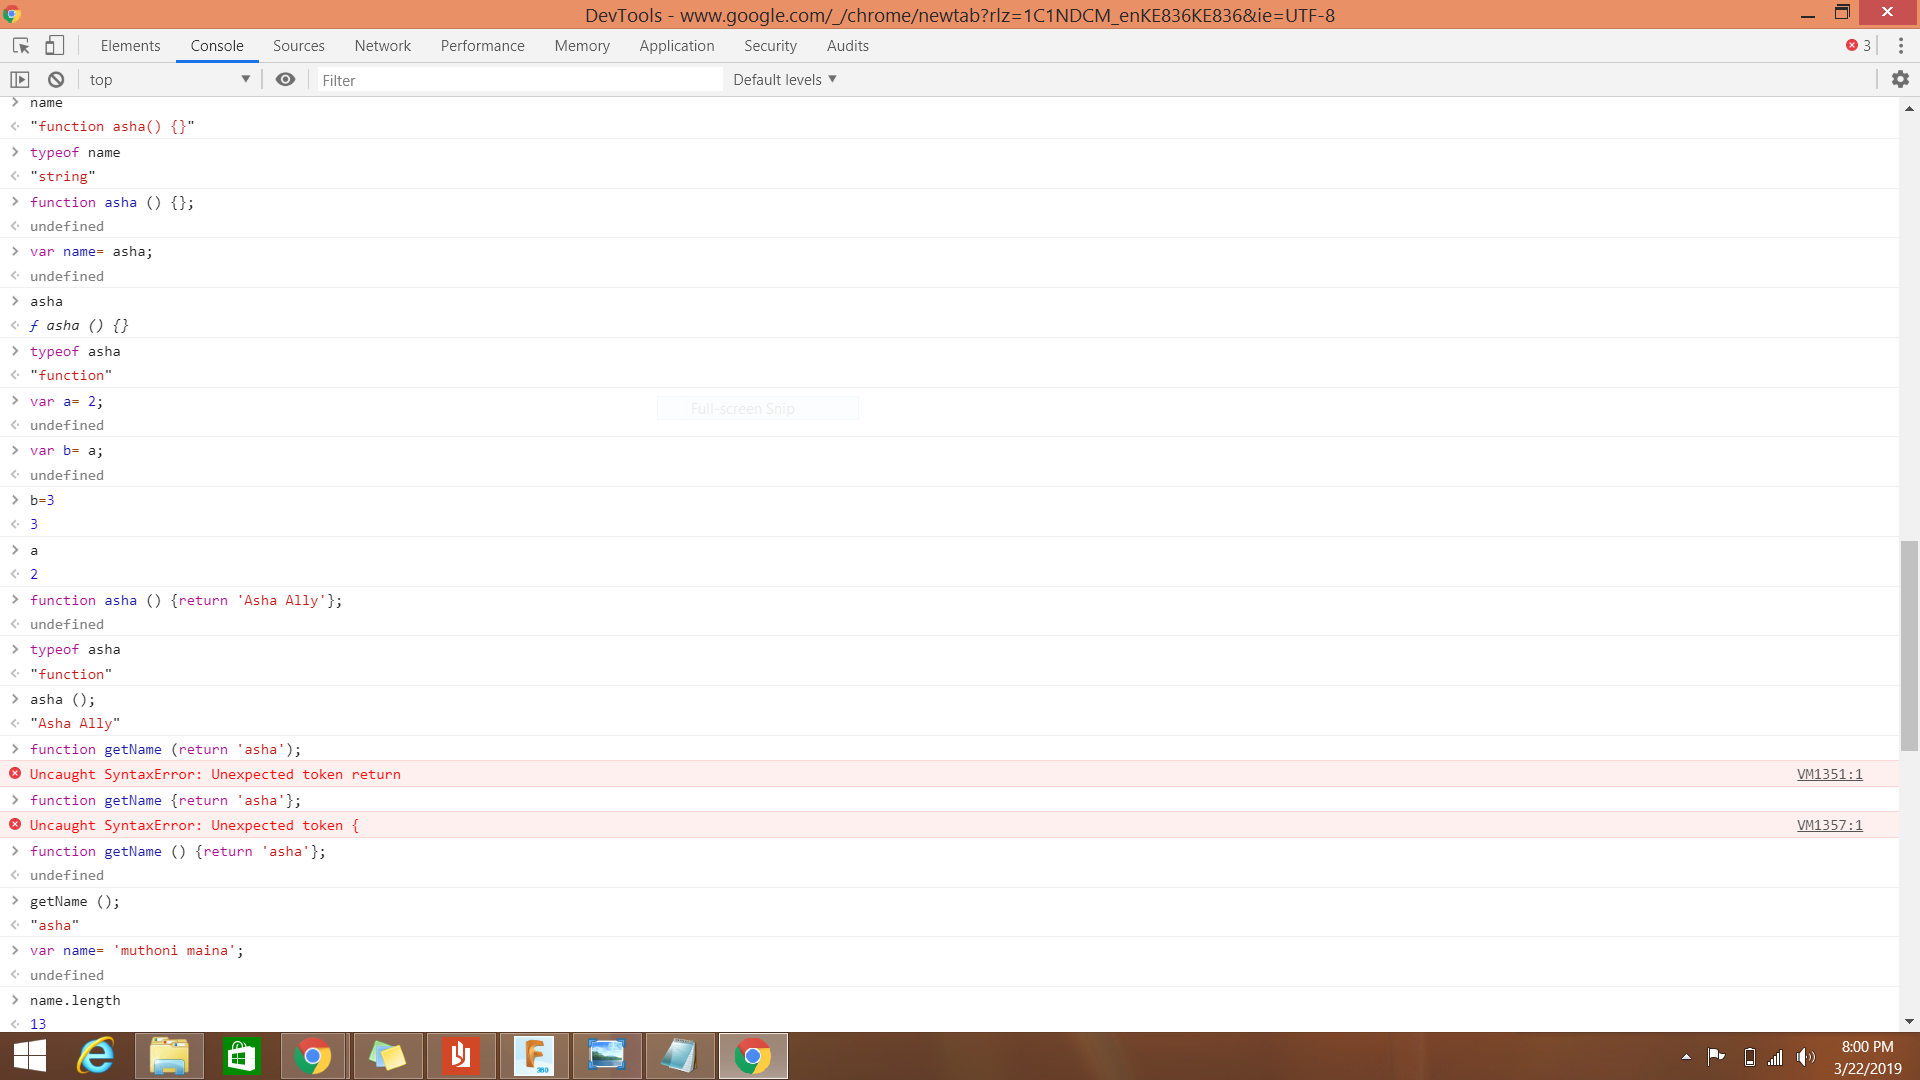 DevTools - www.google.com/_/chrome/newtab?rlz=1C1NDCM_enKE836KE836&ie=UTF-8
Elements Console Sources Network Performance Memory Application Security Audits 3
top Filter Default levels
name
"function asha() {}"
typeof name
"string"
function asha () {};
undefined
var name= asha;
undefined
asha
ƒ asha () {}
typeof asha
"function"
var a= 2;
Full-screen Snip
undefined
var b= a;
undefined
b=3
3
a
2
function asha () {return 'Asha Ally'};
undefined
typeof asha
"function"
asha ();
"Asha Ally"
function getName (return 'asha');
Uncaught SyntaxError: Unexpected token return VM1351:1
function getName {return 'asha'};
Uncaught SyntaxError: Unexpected token { VM1357:1
function getName () {return 'asha'};
undefined
getName ();
"asha"
var name= 'muthoni maina';
undefined
name.length
13
F
360
8:00 PM
3/22/2019